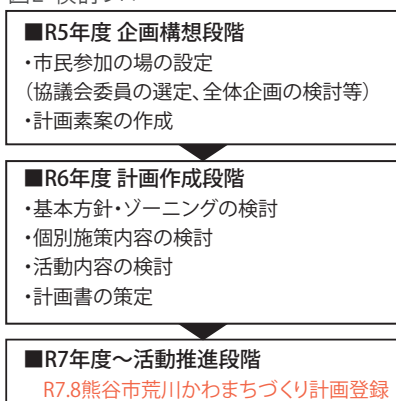 ■R5年度 企画構想段階
・市民参加の場の設定
（協議会委員の選定、全体企画の検討等）
・計画素案の作成
■R6年度 計画作成段階
・基本方針・ゾーニングの検討
・個別施策内容の検討
・活動内容の検討
・計画書の策定
■R7年度～活動推進段階
R7.8熊谷市荒川かわまちづくり計画登録